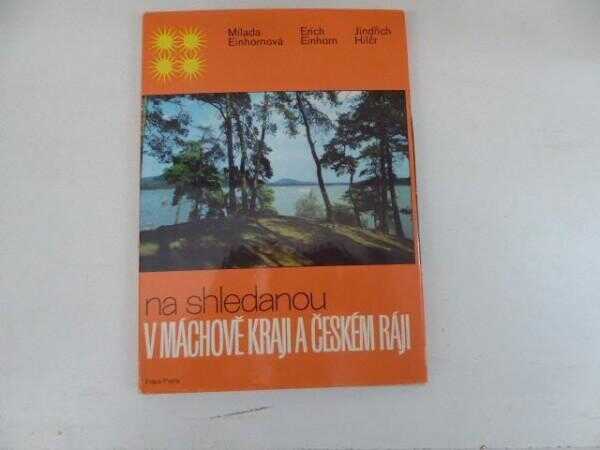 Milada
Einhornová
Erich
Einhorn
Jindřich
Hilčr
na shledanou
V MÁCHOVĚ KRAJI A ČESKÉM RÁJI